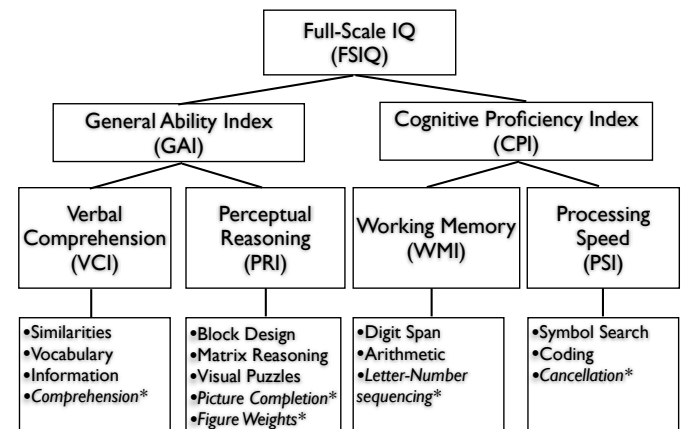 Full-Scale IQ
(FSIQ)
General Ability Index
(GAI)
Cognitive Proficiency Index
(CPI)
Verbal
Comprehension
(VCI)
Perceptual
Reasoning
(PRI)
Working Memory
(WMI)
Processing
Speed
(PSI)
•Similarities
•Vocabulary
•Information
•Comprehension*
•Block Design
•Matrix Reasoning
•Visual Puzzles
•Picture Completion*
•Figure Weights*
•Digit Span
•Arithmetic
•Letter-Number
sequencing*
•Symbol Search
•Coding
•Cancellation*